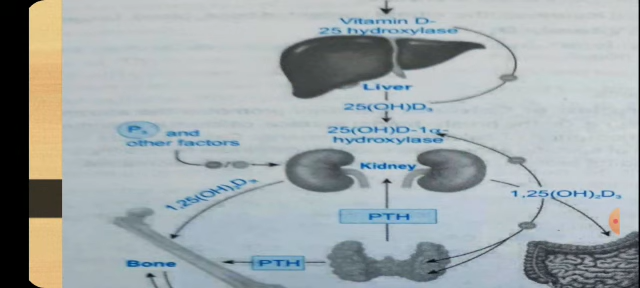 Vitamin D-
25 hydroxylase
Liver
25(OH)D₃
25(OH)D-1α-
hydroxylase
Pᵢ and
other factors
Kidney
1,25(OH)₂D₃
1,25(OH)₂D₃
PTH
PTH
Bone